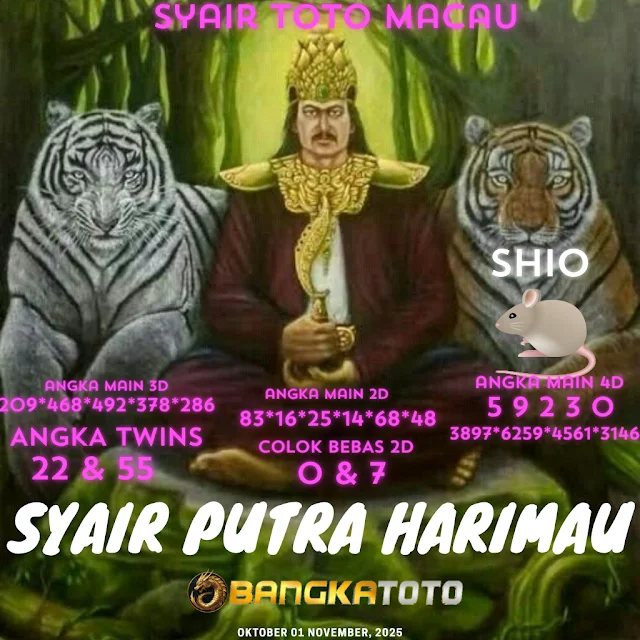 SYAIR TOTO MACAU
SHIO
ANGKA MAIN 3D
209*468*492*378*286
ANGKA TWINS
22 & 55
ANGKA MAIN 2D
83*16*25*14*68*48
COLOK BEBAS 2D
0 & 7
ANGKA MAIN 4D
5 9 2 3 0
3897*6259*4561*3146
SYAIR PUTRA HARIMAU
BANGKATOTO
OKTOBER 01 NOVEMBER, 2025